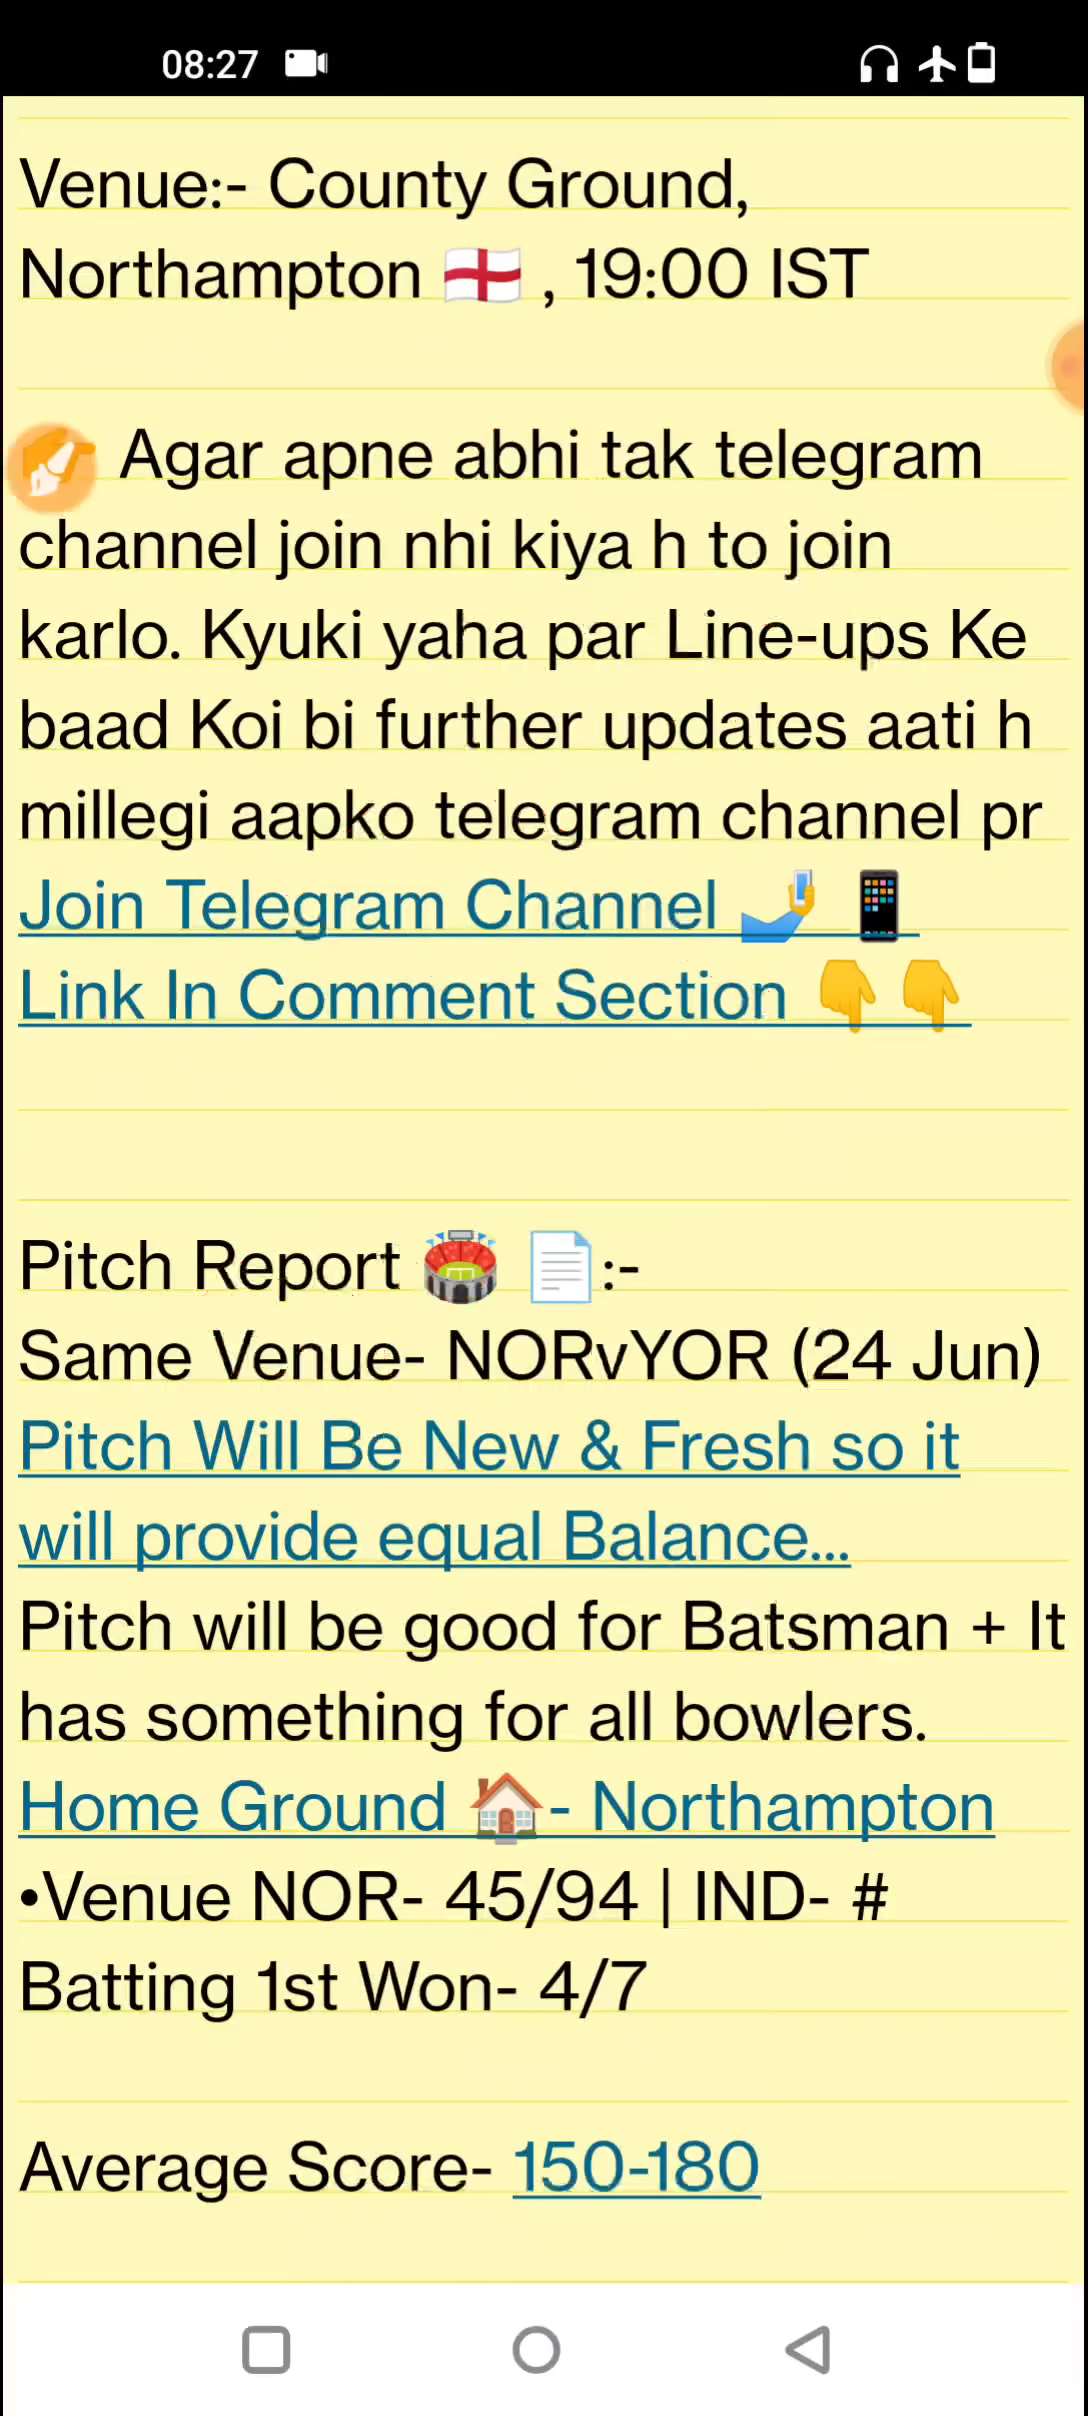 08:27
Venue:- County Ground,
Northampton 🏴󠁧󠁢󠁥󠁮󠁧󠁿 , 19:00 IST
Agar apne abhi tak telegram
channel join nhi kiya h to join
karlo. Kyuki yaha par Line-ups Ke
baad Koi bi further updates aati h
millegi aapko telegram channel pr
Join Telegram Channel 🤳 📱
Link In Comment Section 👇👇
Pitch Report 🏟️ 📄:-
Same Venue- NORvYOR (24 Jun)
Pitch Will Be New & Fresh so it
will provide equal Balance...
Pitch will be good for Batsman + It
has something for all bowlers.
Home Ground 🏠- Northampton
•Venue NOR- 45/94 | IND- #
Batting 1st Won- 4/7
Average Score- 150-180